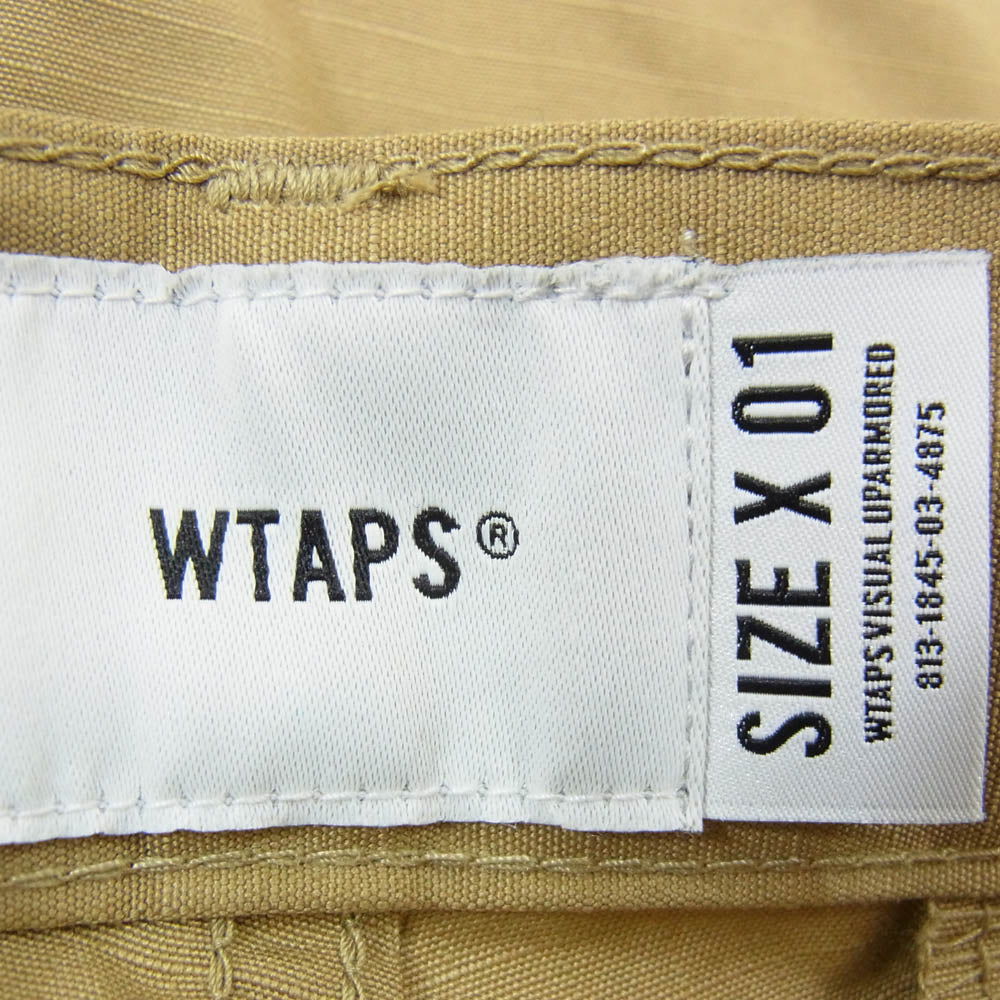 WTAPS®
SIZE X 01
WTAPS VISUAL UPARMORED
813-1845-03-4875